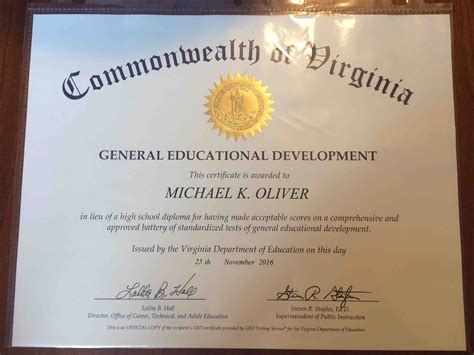 Commonwealth of Virginia
GENERAL EDUCATIONAL DEVELOPMENT
This certificate is awarded to
MICHAEL K. OLIVER
in lieu of a high school diploma for having made acceptable scores on a comprehensive and
approved battery of standardized tests of general educational development.
Issued by the Virginia Department of Education on this day
25th November 2016
Lolita B. Hall
Steven R. Staples, Ed.D.
Director, Office of Career, Technical, and Adult Education
Superintendent of Public Instruction
This is an OFFICIAL COPY of the recipient's GED certificate provided by GED Testing Service® for the Virginia Department of Education.